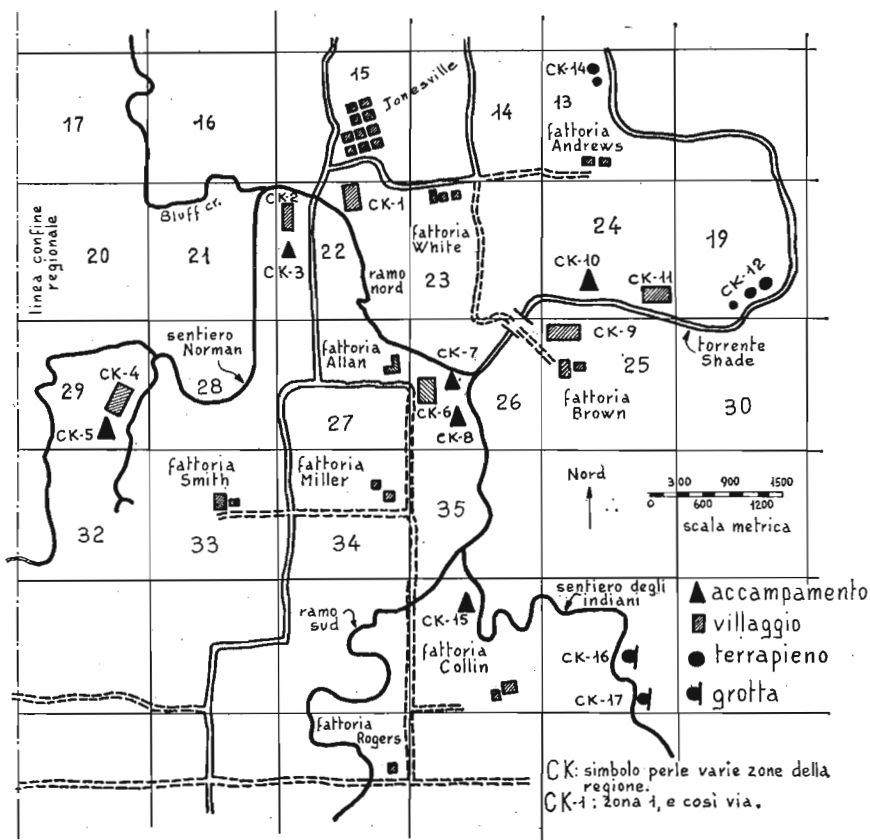 15
Jonesville
CK-14
17
16
14
13
fattoria
Andrews
Bluff cr.
CK-2
CK-1
linea confine
regionale
20
21
CK-3
22
ramo
nord
fattoria
White
23
24
CK-10
CK-11
19
CK-12
sentiero
Norman
fattoria
Allan
CK-7
CK-9
torrente
Shade
29
CK-4
28
CK-5
27
CK-6
CK-8
26
fattoria
Brown
25
30
fattoria
Smith
fattoria
Miller
35
Nord
300 900 1500
0 600 1200
scala metrica
32
33
34
ramo
sud
CK-15
sentiero degli
indiani
accampamento
villaggio
terrapieno
grotta
fattoria
Collin
CK-16
CK-17
fattoria
Rogers
CK: simbolo perle varie zone della
regione.
CK-1: zona 1, e così via.